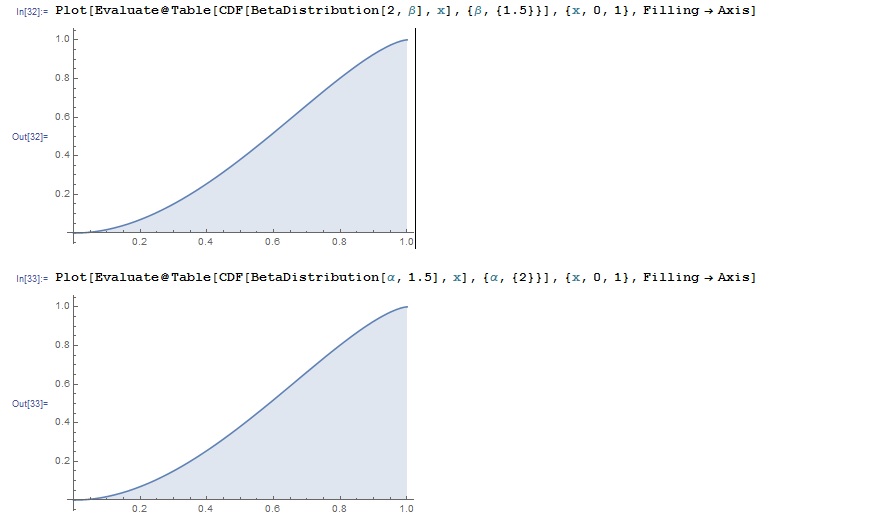 In[32]:= Plot[Evaluate@Table[CDF[BetaDistribution[2, β], x], {β, {1.5}}], {x, 0, 1}, Filling → Axis]
1.0
0.8
0.6
Out[32]=
0.4
0.2
0.2 0.4 0.6 0.8 1.0
In[33]:= Plot[Evaluate@Table[CDF[BetaDistribution[α, 1.5], x], {α, {2}}], {x, 0, 1}, Filling → Axis]
1.0
0.8
0.6
Out[33]=
0.4
0.2
0.2 0.4 0.6 0.8 1.0